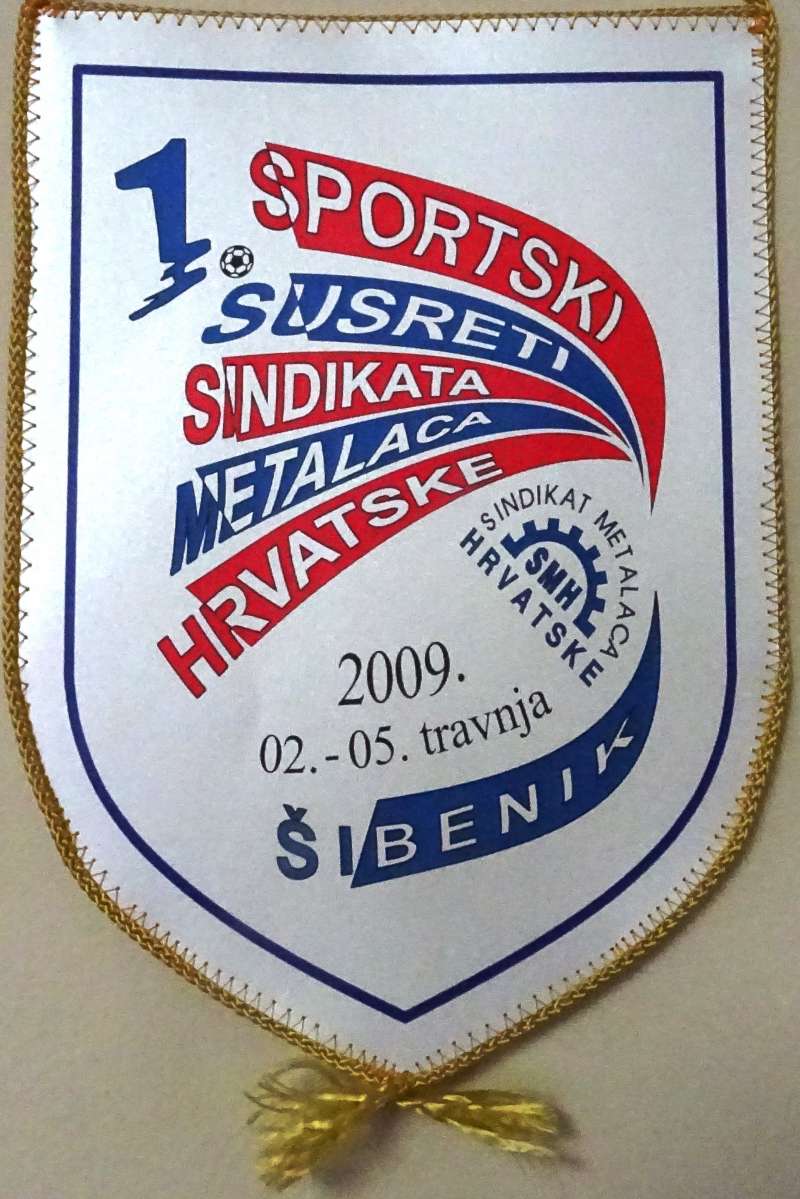 1. SPORTSKI
SUSRETI
SINDIKATA
METALACA
HRVATSKE
SINDIKAT METALACA
HRVATSKE
SMH
2009.
02.-05. travnja
ŠIBENIK